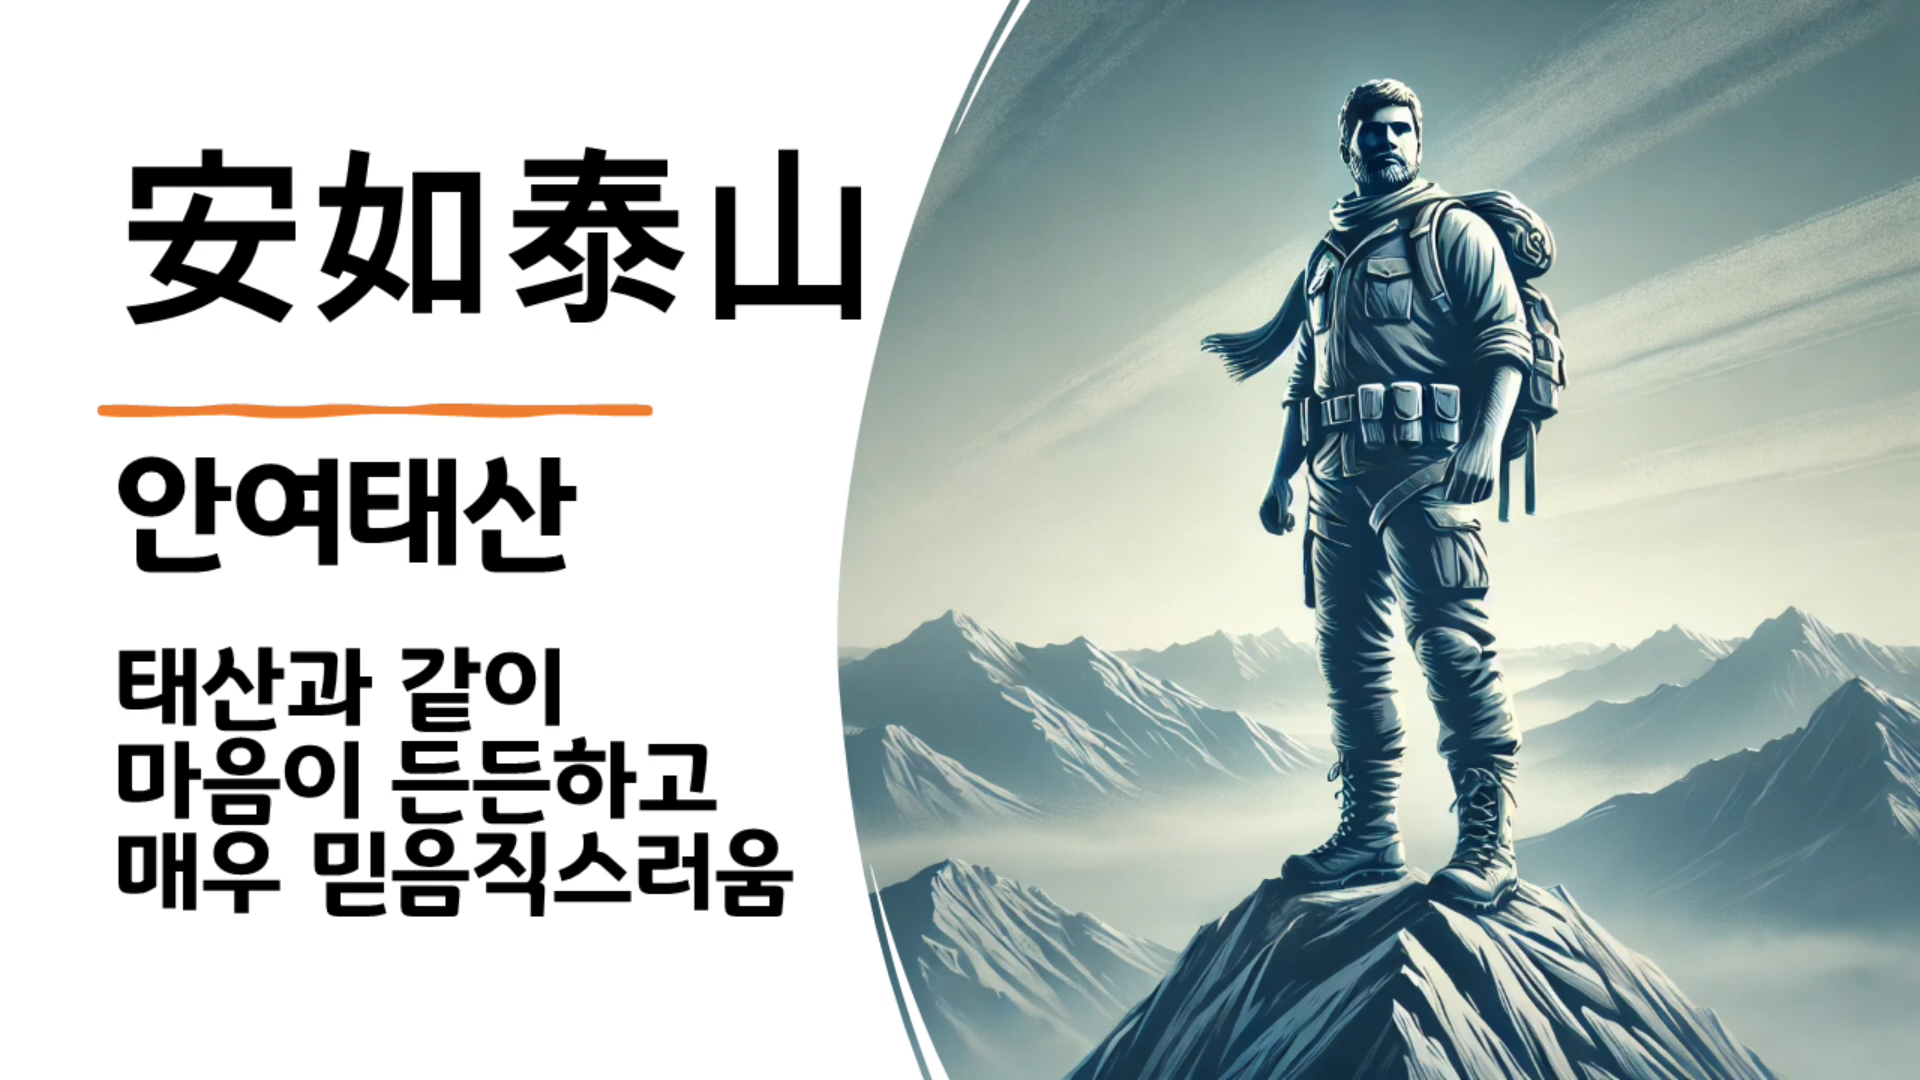 安如泰山
안여태산
태산과 같이
마음이 든든하고
매우 믿음직스러움